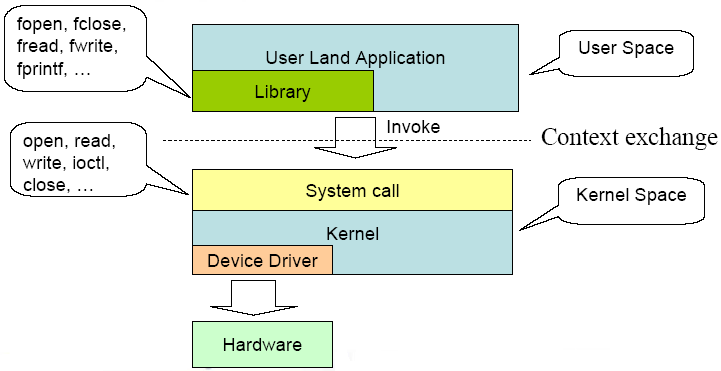 fopen, fclose,
fread, fwrite,
fprintf, …
User Land Application
User Space
Library
Invoke
Context exchange
open, read,
write, ioctl,
close, …
System call
Kernel Space
Kernel
Device Driver
Hardware